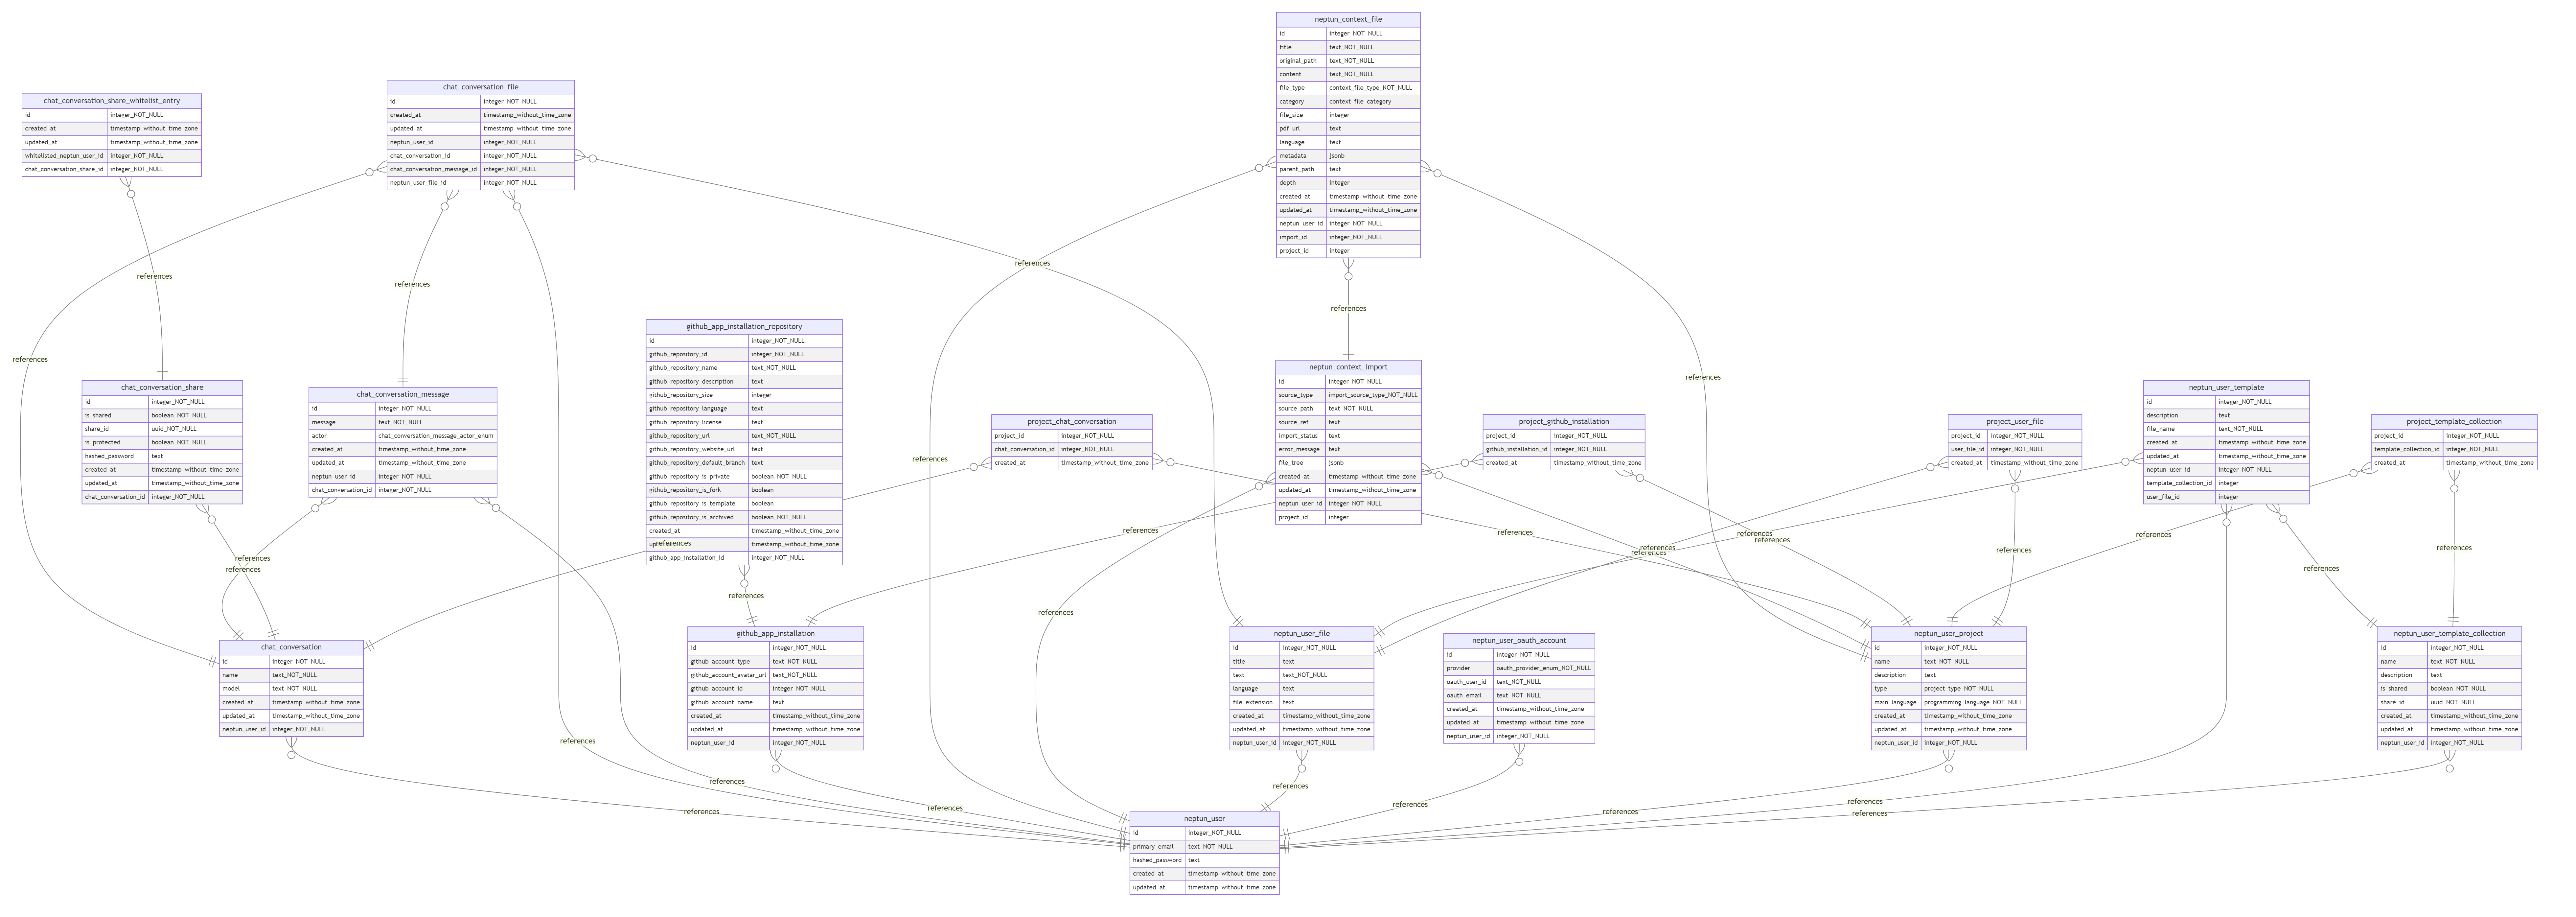 neptun_context_file
id integer_NOT_NULL
title text_NOT_NULL
original_path text_NOT_NULL
content text_NOT_NULL
file_type context_file_type_NOT_NULL
category context_file_category
file_size integer
pdf_url text
language text
metadata jsonb
parent_path text
depth integer
created_at timestamp_without_time_zone
updated_at timestamp_without_time_zone
neptun_user_id integer_NOT_NULL
import_id integer_NOT_NULL
project_id integer
chat_conversation_share_whitelist_entry
id integer_NOT_NULL
created_at timestamp_without_time_zone
updated_at timestamp_without_time_zone
whitelisted_neptun_user_id integer_NOT_NULL
chat_conversation_share_id integer_NOT_NULL
chat_conversation_file
id integer_NOT_NULL
created_at timestamp_without_time_zone
updated_at timestamp_without_time_zone
neptun_user_id integer_NOT_NULL
chat_conversation_id integer_NOT_NULL
chat_conversation_message_id integer_NOT_NULL
neptun_user_file_id integer_NOT_NULL
references
references
references
references
references
references
references
references
chat_conversation_share
id integer_NOT_NULL
is_shared boolean_NOT_NULL
share_id uuid_NOT_NULL
is_protected boolean_NOT_NULL
hashed_password text
created_at timestamp_without_time_zone
updated_at timestamp_without_time_zone
chat_conversation_id integer_NOT_NULL
chat_conversation_message
id integer_NOT_NULL
message text_NOT_NULL
actor chat_conversation_message_actor_enum
created_at timestamp_without_time_zone
updated_at timestamp_without_time_zone
neptun_user_id integer_NOT_NULL
chat_conversation_id integer_NOT_NULL
github_app_installation_repository
id integer_NOT_NULL
github_repository_id integer_NOT_NULL
github_repository_name text_NOT_NULL
github_repository_description text
github_repository_size integer
github_repository_language text
github_repository_license text
github_repository_url text_NOT_NULL
github_repository_website_url text
github_repository_default_branch text
github_repository_is_private boolean_NOT_NULL
github_repository_is_fork boolean
github_repository_is_template boolean
github_repository_is_archived boolean_NOT_NULL
created_at timestamp_without_time_zone
references timestamp_without_time_zone
github_app_installation_id integer_NOT_NULL
project_chat_conversation
project_id integer_NOT_NULL
chat_conversation_id integer_NOT_NULL
created_at timestamp_without_time_zone
neptun_context_import
id integer_NOT_NULL
source_type import_source_type_NOT_NULL
source_path text_NOT_NULL
source_ref text
import_status text
error_message text
file_tree jsonb
created_at timestamp_without_time_zone
updated_at timestamp_without_time_zone
neptun_user_id integer_NOT_NULL
project_id integer
project_github_installation
project_id integer_NOT_NULL
github_installation_id integer_NOT_NULL
created_at timestamp_without_time_zone
project_user_file
project_id integer_NOT_NULL
user_file_id integer_NOT_NULL
created_at timestamp_without_time_zone
neptun_user_template
id integer_NOT_NULL
description text
file_name text_NOT_NULL
created_at timestamp_without_time_zone
updated_at timestamp_without_time_zone
neptun_user_id integer_NOT_NULL
template_collection_id integer
user_file_id integer
project_template_collection
project_id integer_NOT_NULL
template_collection_id integer_NOT_NULL
created_at timestamp_without_time_zone
references
references
references
references
references
references
references
references
references
references
references
references
references
references
chat_conversation
id integer_NOT_NULL
name text_NOT_NULL
model text_NOT_NULL
created_at timestamp_without_time_zone
updated_at timestamp_without_time_zone
neptun_user_id integer_NOT_NULL
github_app_installation
id integer_NOT_NULL
github_account_type text_NOT_NULL
github_account_avatar_url text_NOT_NULL
github_account_id integer_NOT_NULL
github_account_name text
created_at timestamp_without_time_zone
updated_at timestamp_without_time_zone
neptun_user_id integer_NOT_NULL
neptun_user_file
id integer_NOT_NULL
title text
text text_NOT_NULL
language text
file_extension text
created_at timestamp_without_time_zone
updated_at timestamp_without_time_zone
neptun_user_id integer_NOT_NULL
neptun_user_oauth_account
id integer_NOT_NULL
provider oauth_provider_enum_NOT_NULL
oauth_user_id text_NOT_NULL
oauth_email text_NOT_NULL
created_at timestamp_without_time_zone
updated_at timestamp_without_time_zone
neptun_user_id integer_NOT_NULL
neptun_user_project
id integer_NOT_NULL
name text_NOT_NULL
description text
type project_type_NOT_NULL
main_language programming_language_NOT_NULL
created_at timestamp_without_time_zone
updated_at timestamp_without_time_zone
neptun_user_id integer_NOT_NULL
neptun_user_template_collection
id integer_NOT_NULL
name text_NOT_NULL
description text
is_shared boolean_NOT_NULL
share_id uuid_NOT_NULL
created_at timestamp_without_time_zone
updated_at timestamp_without_time_zone
neptun_user_id integer_NOT_NULL
references
references
references
references
references
references
references
references
references
neptun_user
id integer_NOT_NULL
primary_email text_NOT_NULL
hashed_password text
created_at timestamp_without_time_zone
updated_at timestamp_without_time_zone